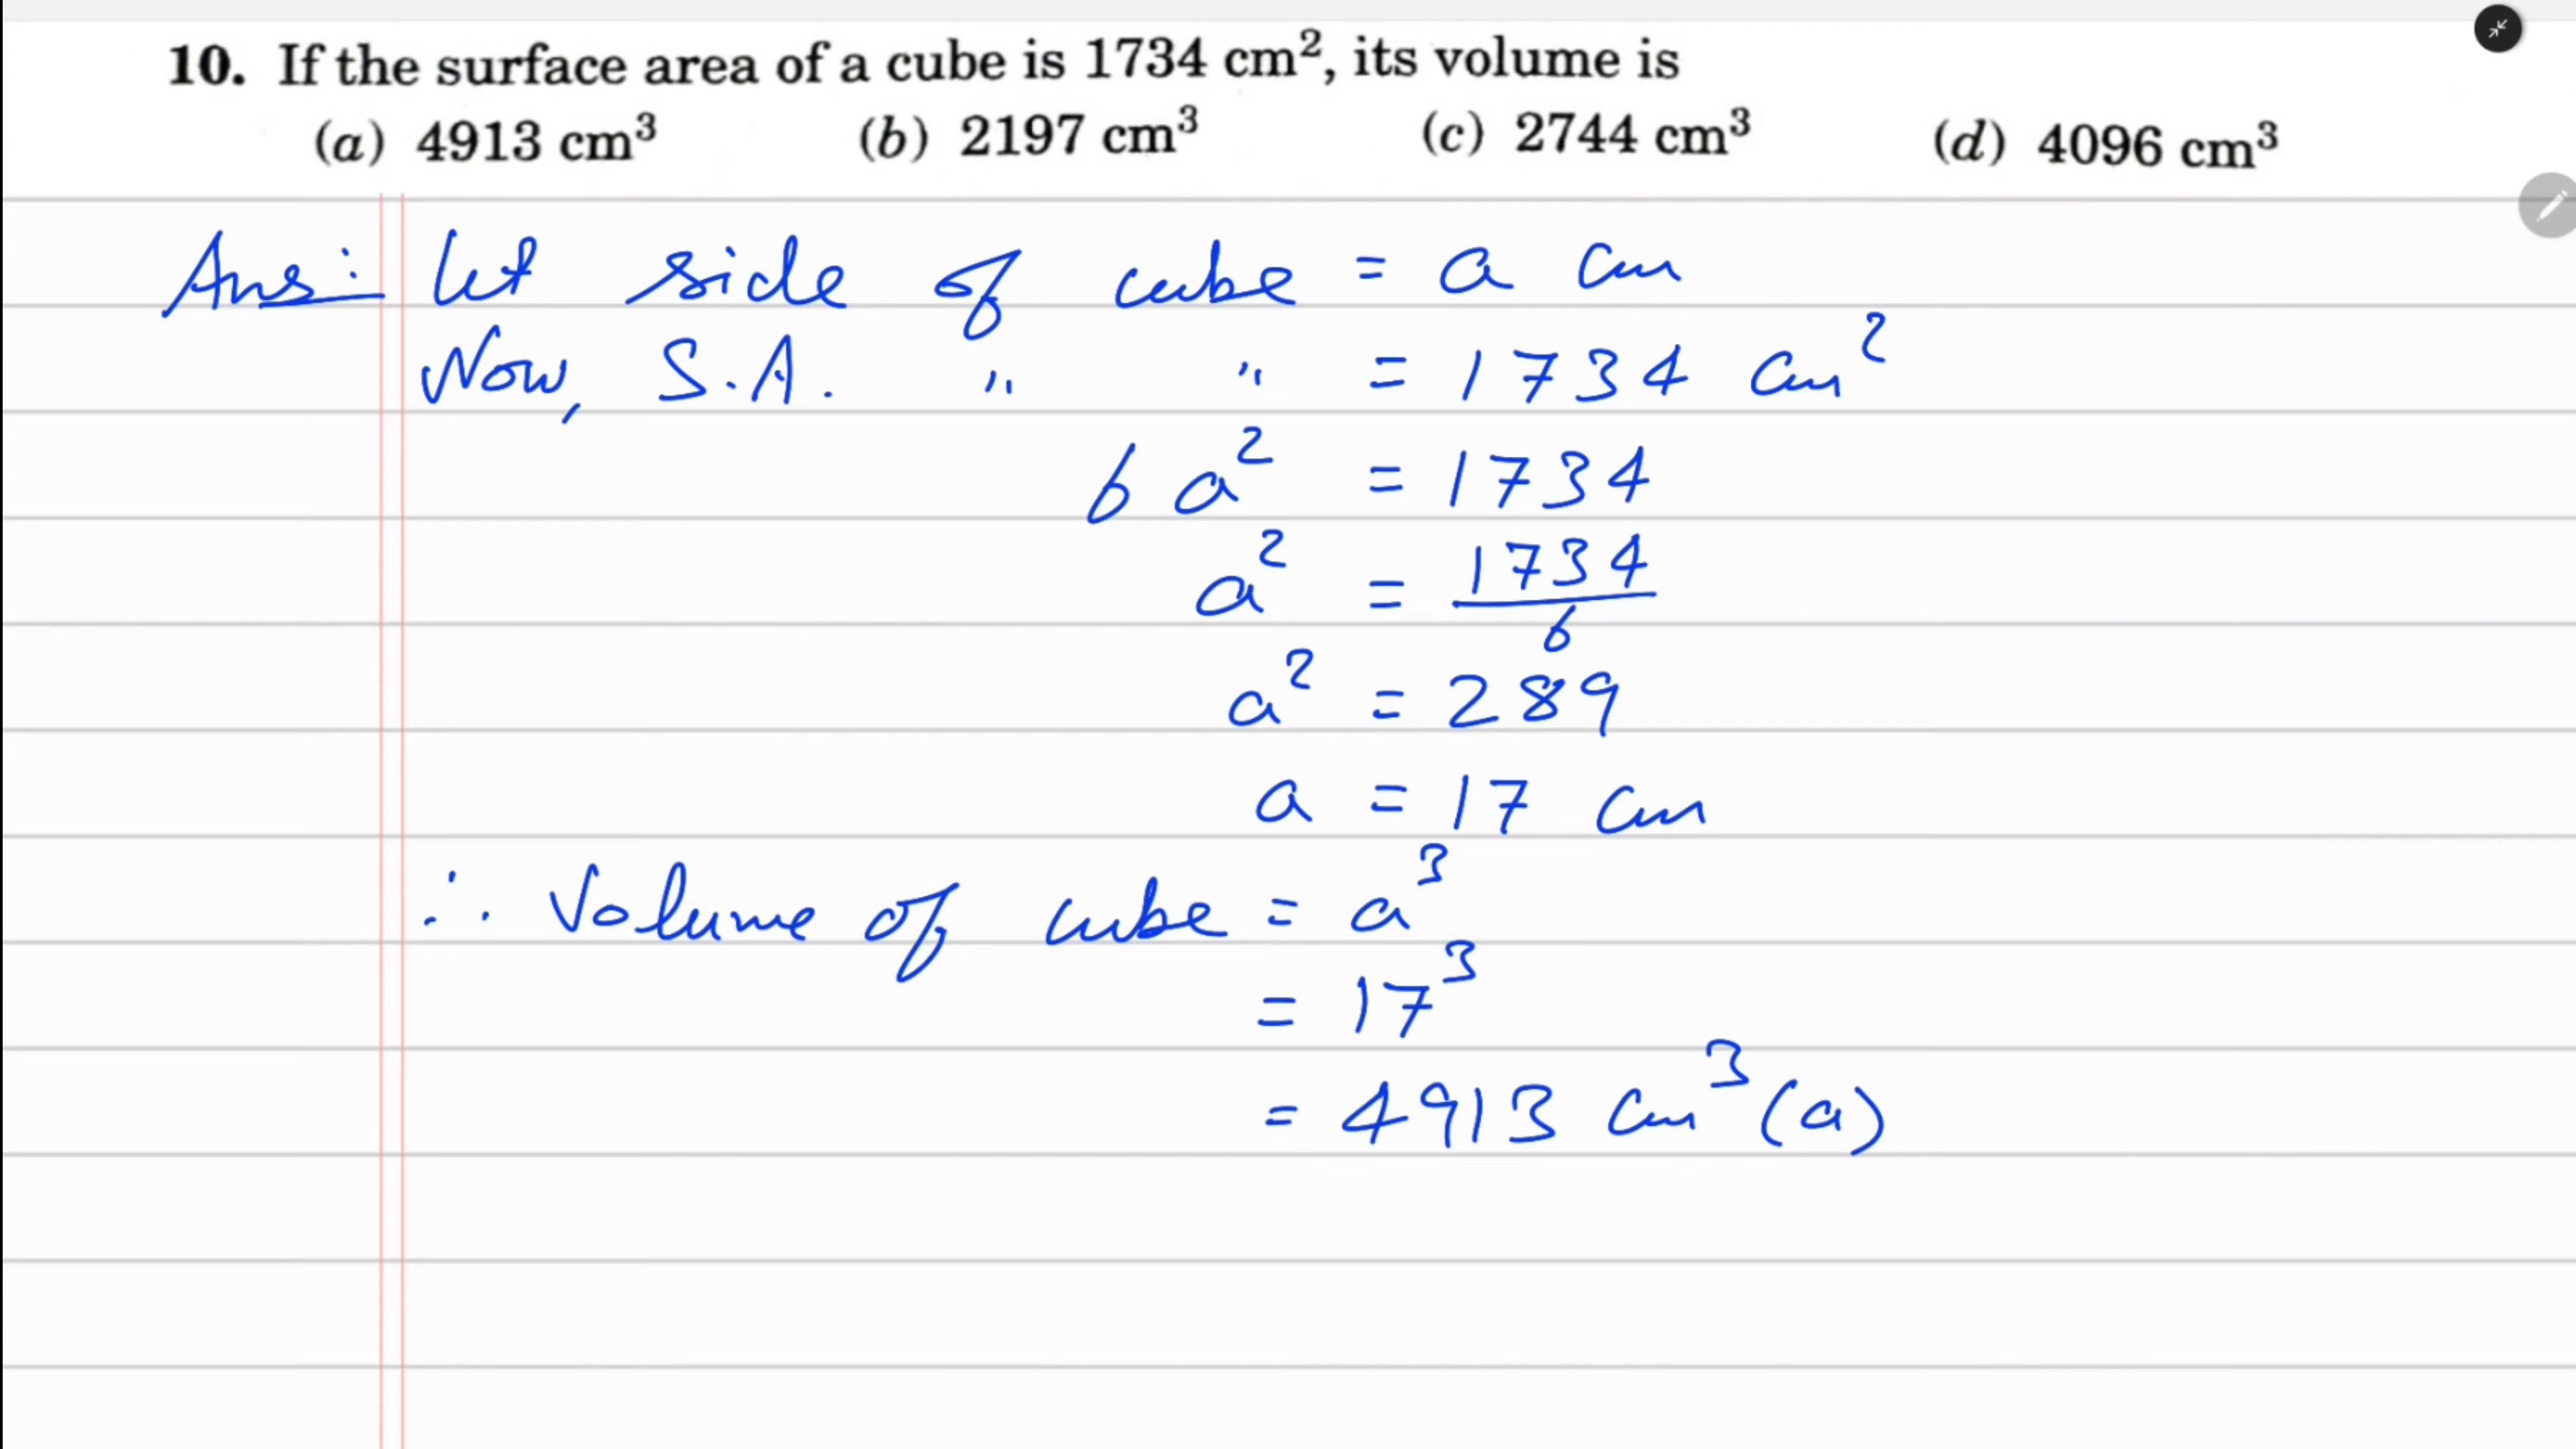 10. If the surface area of a cube is 1734 cm², its volume is
(a) 4913 cm³ (b) 2197 cm³ (c) 2744 cm³ (d) 4096 cm³
Ans: Let side of cube = a cm
Now, S.A. " " = 1734 cm²
6 a² = 1734
a² = 1734/6
a² = 289
a = 17 cm
∴ Volume of cube = a³
= 17³
= 4913 cm³ (a)